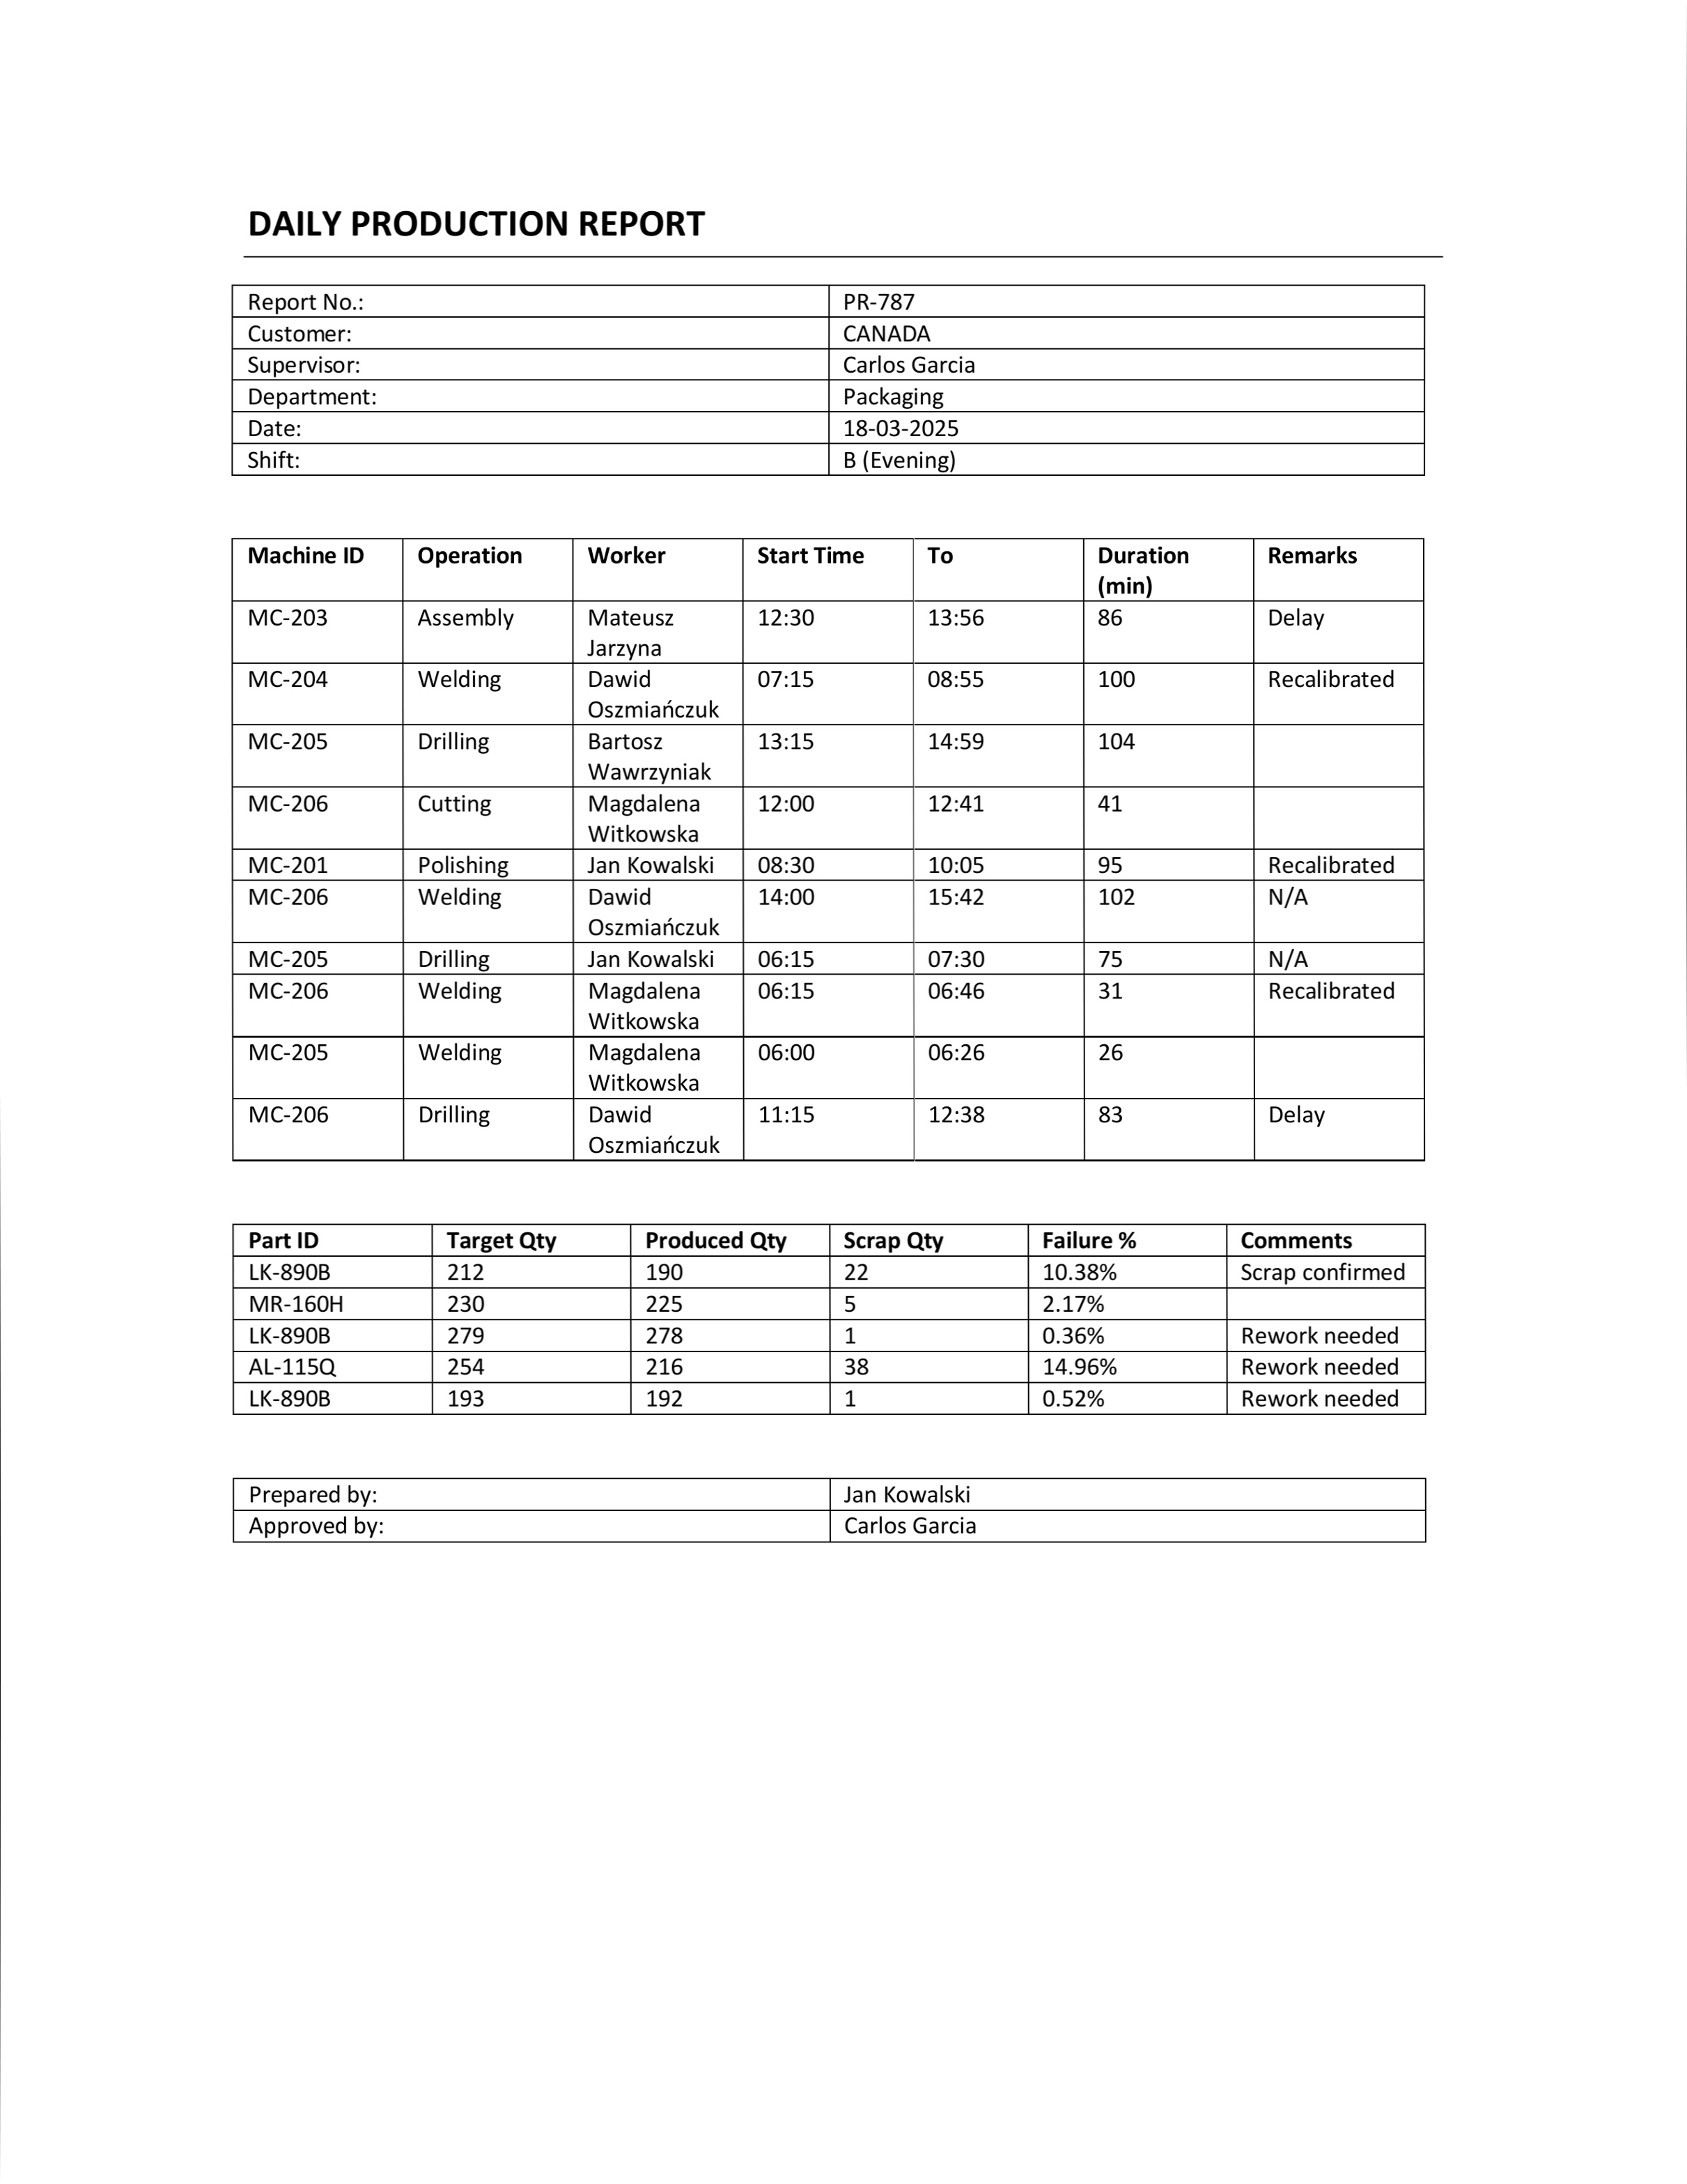 DAILY PRODUCTION REPORT
Report No.: PR-787
Customer: CANADA
Supervisor: Carlos Garcia
Department: Packaging
Date: 18-03-2025
Shift: B (Evening)
Machine ID Operation Worker Start Time To Duration (min) Remarks
MC-203 Assembly Mateusz Jarzyna 12:30 13:56 86 Delay
MC-204 Welding Dawid Oszmiańczuk 07:15 08:55 100 Recalibrated
MC-205 Drilling Bartosz Wawrzyniak 13:15 14:59 104
MC-206 Cutting Magdalena Witkowska 12:00 12:41 41
MC-201 Polishing Jan Kowalski 08:30 10:05 95 Recalibrated
MC-206 Welding Dawid Oszmiańczuk 14:00 15:42 102 N/A
MC-205 Drilling Jan Kowalski 06:15 07:30 75 N/A
MC-206 Welding Magdalena Witkowska 06:15 06:46 31 Recalibrated
MC-205 Welding Magdalena Witkowska 06:00 06:26 26
MC-206 Drilling Dawid Oszmiańczuk 11:15 12:38 83 Delay
Part ID Target Qty Produced Qty Scrap Qty Failure % Comments
LK-890B 212 190 22 10.38% Scrap confirmed
MR-160H 230 225 5 2.17%
LK-890B 279 278 1 0.36% Rework needed
AL-115Q 254 216 38 14.96% Rework needed
LK-890B 193 192 1 0.52% Rework needed
Prepared by: Jan Kowalski
Approved by: Carlos Garcia